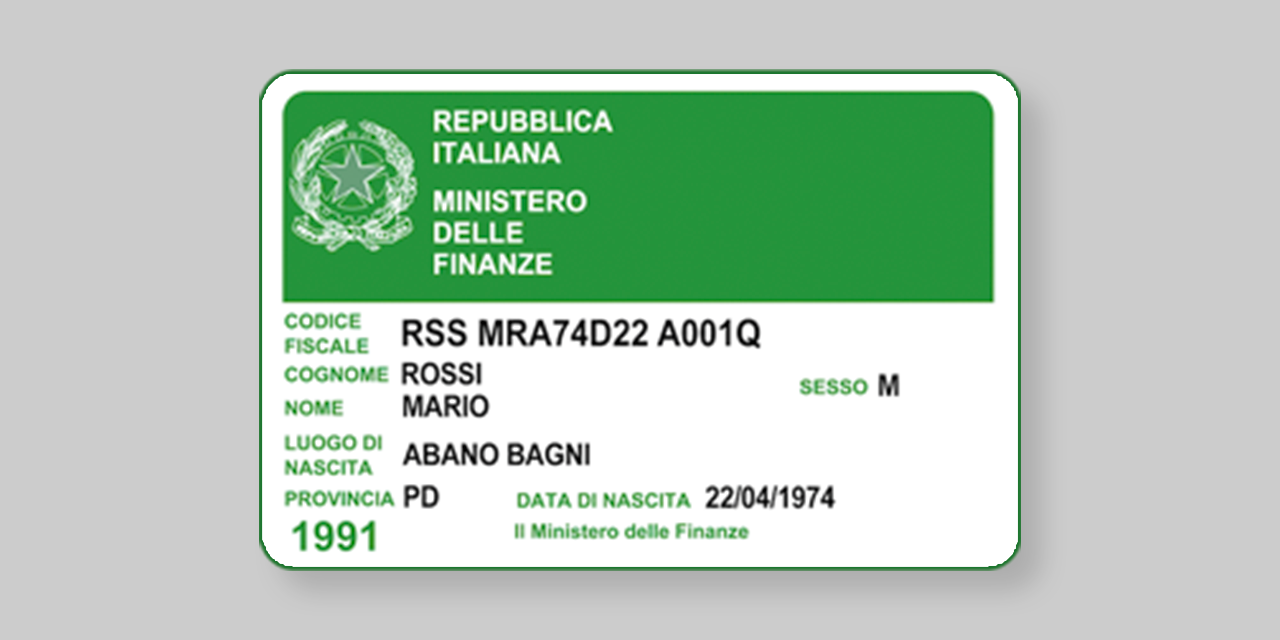 REPUBBLICA
ITALIANA
MINISTERO
DELLE
FINANZE
CODICE
FISCALE
RSS MRA74D22 A001Q
COGNOME ROSSI
SESSO M
NOME MARIO
LUOGO DI
NASCITA
ABANO BAGNI
PROVINCIA PD DATA DI NASCITA 22/04/1974
1991 Il Ministero delle Finanze